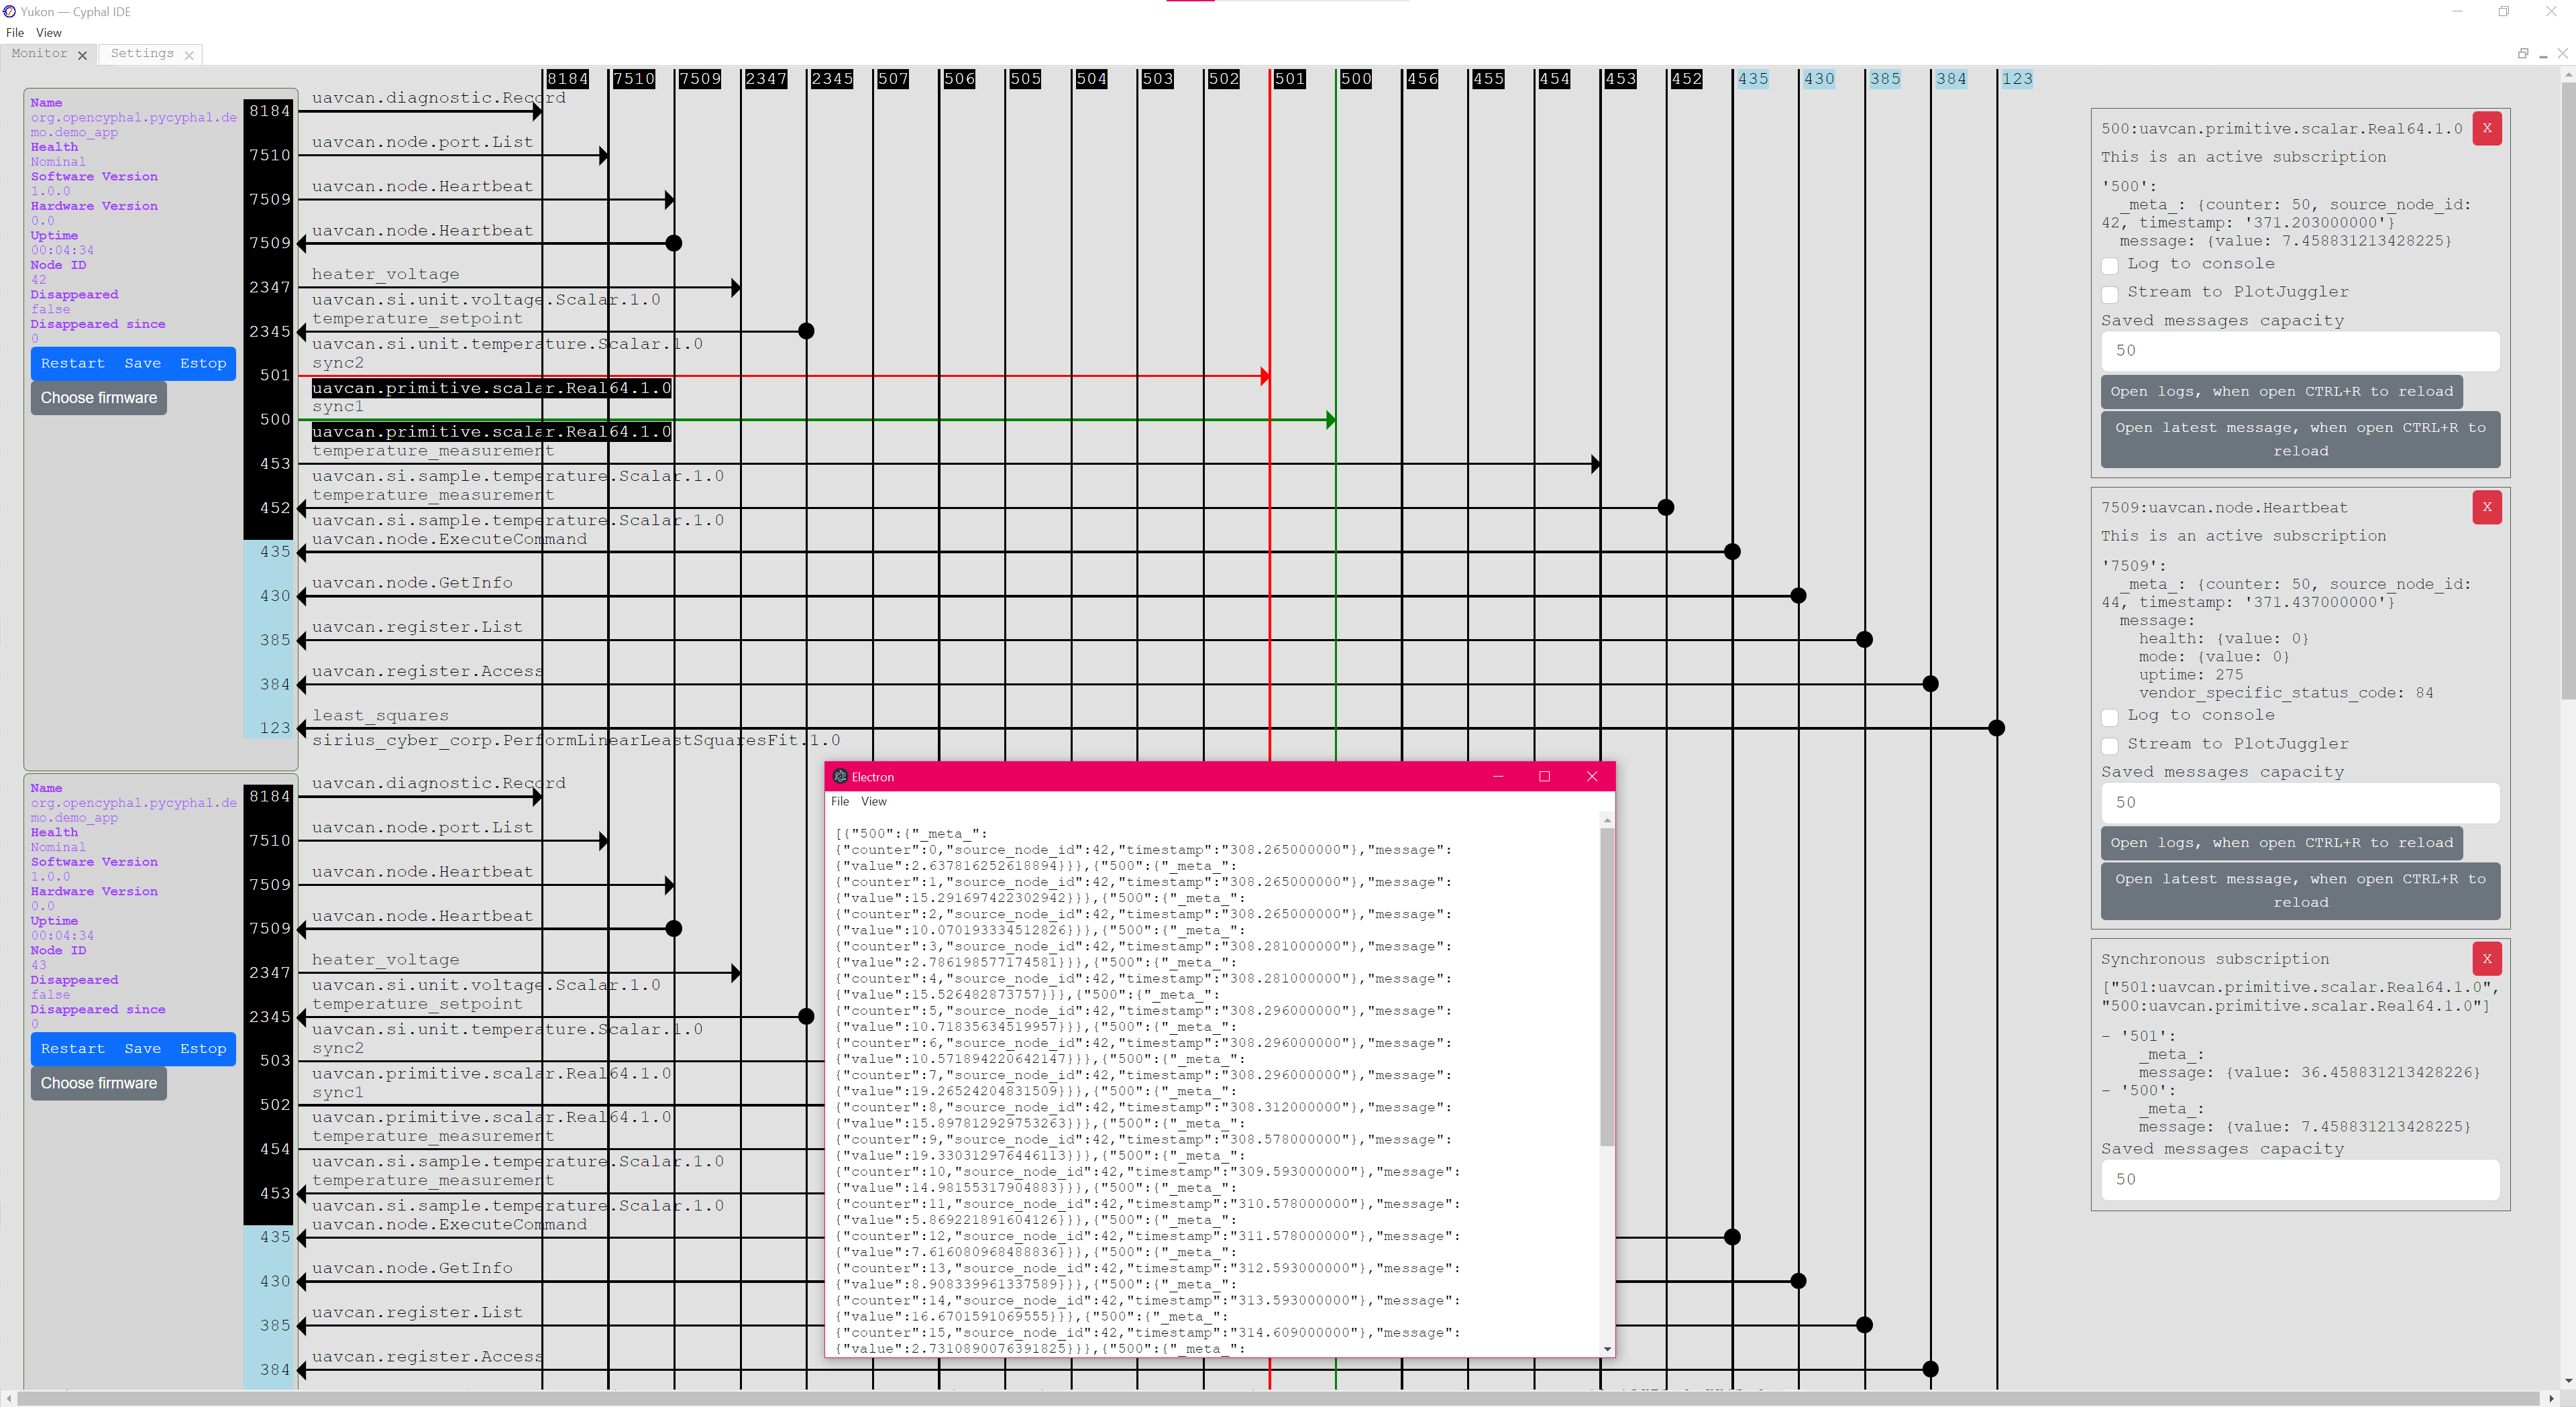 Yukon — Cyphal IDE
File View
Monitor Settings
8184 7510 7509 2347 2345 507 506 505 504 503 502 501 500 456 455 454 453 452 435 430 385 384 123
Name
org.opencyphal.pycyphal.de
mo.demo_app
Health
Nominal
Software Version
1.0.0
Hardware Version
0.0
Uptime
00:04:34
Node ID
42
Disappeared
false
Disappeared since
0
Restart Save Estop
Choose firmware
8184 uavcan.diagnostic.Record
7510 uavcan.node.port.List
7509 uavcan.node.Heartbeat
7509 uavcan.node.Heartbeat
2347 heater_voltage
uavcan.si.unit.voltage.Scalar.1.0
2345 temperature_setpoint
uavcan.si.unit.temperature.Scalar.1.0
501 sync2
uavcan.primitive.scalar.Real64.1.0
500 sync1
uavcan.primitive.scalar.Real64.1.0
453 temperature_measurement
uavcan.si.sample.temperature.Scalar.1.0
452 temperature_measurement
uavcan.si.sample.temperature.Scalar.1.0
435 uavcan.node.ExecuteCommand
430 uavcan.node.GetInfo
385 uavcan.register.List
384 uavcan.register.Access
123 least_squares
sirius_cyber_corp.PerformLinearLeastSquaresFit.1.0
Name
org.opencyphal.pycyphal.de
mo.demo_app
Health
Nominal
Software Version
1.0.0
Hardware Version
0.0
Uptime
00:04:34
Node ID
43
Disappeared
false
Disappeared since
0
Restart Save Estop
Choose firmware
8184 uavcan.diagnostic.Record
7510 uavcan.node.port.List
7509 uavcan.node.Heartbeat
7509 uavcan.node.Heartbeat
2347 heater_voltage
uavcan.si.unit.voltage.Scalar.1.0
2345 temperature_setpoint
uavcan.si.unit.temperature.Scalar.1.0
503 sync2
uavcan.primitive.scalar.Real64.1.0
502 sync1
uavcan.primitive.scalar.Real64.1.0
454 temperature_measurement
uavcan.si.sample.temperature.Scalar.1.0
453 temperature_measurement
uavcan.si.sample.temperature.Scalar.1.0
435 uavcan.node.ExecuteCommand
430 uavcan.node.GetInfo
385 uavcan.register.List
384 uavcan.register.Access
Electron
File View
[{"500":{"_meta_":
{"counter":0,"source_node_id":42,"timestamp":"308.265000000"},"message":
{"value":2.637816252618894}}},{"500":{"_meta_":
{"counter":1,"source_node_id":42,"timestamp":"308.265000000"},"message":
{"value":15.291697422302942}}},{"500":{"_meta_":
{"counter":2,"source_node_id":42,"timestamp":"308.265000000"},"message":
{"value":10.070193334512826}}},{"500":{"_meta_":
{"counter":3,"source_node_id":42,"timestamp":"308.281000000"},"message":
{"value":2.786198577174581}}},{"500":{"_meta_":
{"counter":4,"source_node_id":42,"timestamp":"308.281000000"},"message":
{"value":15.526482873757}}},{"500":{"_meta_":
{"counter":5,"source_node_id":42,"timestamp":"308.296000000"},"message":
{"value":10.71835634519957}}},{"500":{"_meta_":
{"counter":6,"source_node_id":42,"timestamp":"308.296000000"},"message":
{"value":10.571894220642147}}},{"500":{"_meta_":
{"counter":7,"source_node_id":42,"timestamp":"308.296000000"},"message":
{"value":19.26524204831509}}},{"500":{"_meta_":
{"counter":8,"source_node_id":42,"timestamp":"308.312000000"},"message":
{"value":15.897812929753263}}},{"500":{"_meta_":
{"counter":9,"source_node_id":42,"timestamp":"308.578000000"},"message":
{"value":19.330312976446113}}},{"500":{"_meta_":
{"counter":10,"source_node_id":42,"timestamp":"309.593000000"},"message":
{"value":14.98155317904883}}},{"500":{"_meta_":
{"counter":11,"source_node_id":42,"timestamp":"310.578000000"},"message":
{"value":5.869221891604126}}},{"500":{"_meta_":
{"counter":12,"source_node_id":42,"timestamp":"311.578000000"},"message":
{"value":7.616080968488836}}},{"500":{"_meta_":
{"counter":13,"source_node_id":42,"timestamp":"312.593000000"},"message":
{"value":8.908339961337589}}},{"500":{"_meta_":
{"counter":14,"source_node_id":42,"timestamp":"313.593000000"},"message":
{"value":16.67015910695​55}}},{"500":{"_meta_":
{"counter":15,"source_node_id":42,"timestamp":"314.609000000"},"message":
{"value":2.7310890076391825}}},{"500":{"_meta_":
500:uavcan.primitive.scalar.Real64.1.0 X
This is an active subscription
'500':
_meta_: {counter: 50, source_node_id:
42, timestamp: '371.203000000'}
message: {value: 7.458831213428225}
Log to console
Stream to PlotJuggler
Saved messages capacity
50
Open logs, when open CTRL+R to reload
Open latest message, when open CTRL+R to
reload
7509:uavcan.node.Heartbeat X
This is an active subscription
'7509':
_meta_: {counter: 50, source_node_id:
44, timestamp: '371.437000000'}
message:
health: {value: 0}
mode: {value: 0}
uptime: 275
vendor_specific_status_code: 84
Log to console
Stream to PlotJuggler
Saved messages capacity
50
Open logs, when open CTRL+R to reload
Open latest message, when open CTRL+R to
reload
Synchronous subscription X
["501:uavcan.primitive.scalar.Real64.1.0",
"500:uavcan.primitive.scalar.Real64.1.0"]
- '501':
_meta_:
message: {value: 36.458831213428226}
- '500':
_meta_:
message: {value: 7.458831213428225}
Saved messages capacity
50